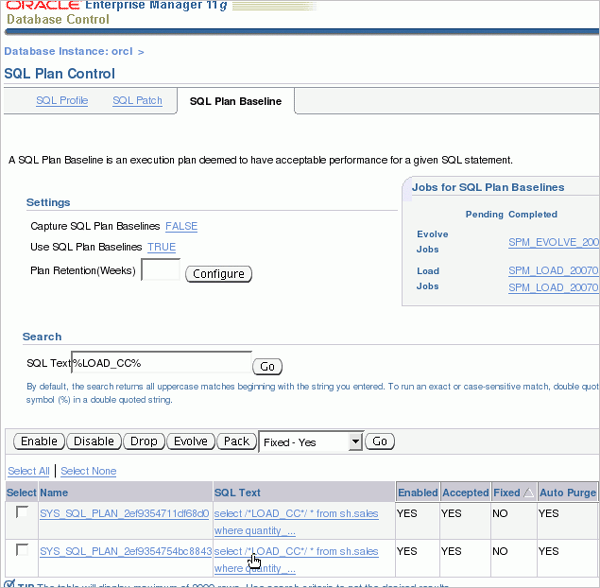 ORACLE Enterprise Manager 11g
Database Control
Database Instance: orcl >
SQL Plan Control
SQL Profile SQL Patch SQL Plan Baseline
A SQL Plan Baseline is an execution plan deemed to have acceptable performance for a given SQL statement.
Settings
Capture SQL Plan Baselines FALSE
Use SQL Plan Baselines TRUE
Plan Retention(Weeks) Configure
Jobs for SQL Plan Baselines
Pending Completed
Evolve Jobs SPM_EVOLVE_200
Load Jobs SPM_LOAD_20070
SPM_LOAD_20070
Search
SQL Text %LOAD_CC% Go
By default, the search returns all uppercase matches beginning with the string you entered. To run an exact or case-sensitive match, double quot
symbol (%) in a double quoted string.
Enable Disable Drop Evolve Pack Fixed - Yes Go
Select All | Select None
Select Name SQL Text Enabled Accepted Fixed Auto Purge
SYS_SQL_PLAN_2ef9354711df68d0 select /*LOAD_CC*/ * from sh.sales YES YES NO YES
where quantity_...
SYS_SQL_PLAN_2ef9354754bc8843 select /*LOAD_CC*/ * from sh.sales YES YES NO YES
where quantity_...
TIP The table will display maximum of 2000 rows. Use search criteria to get the desired results